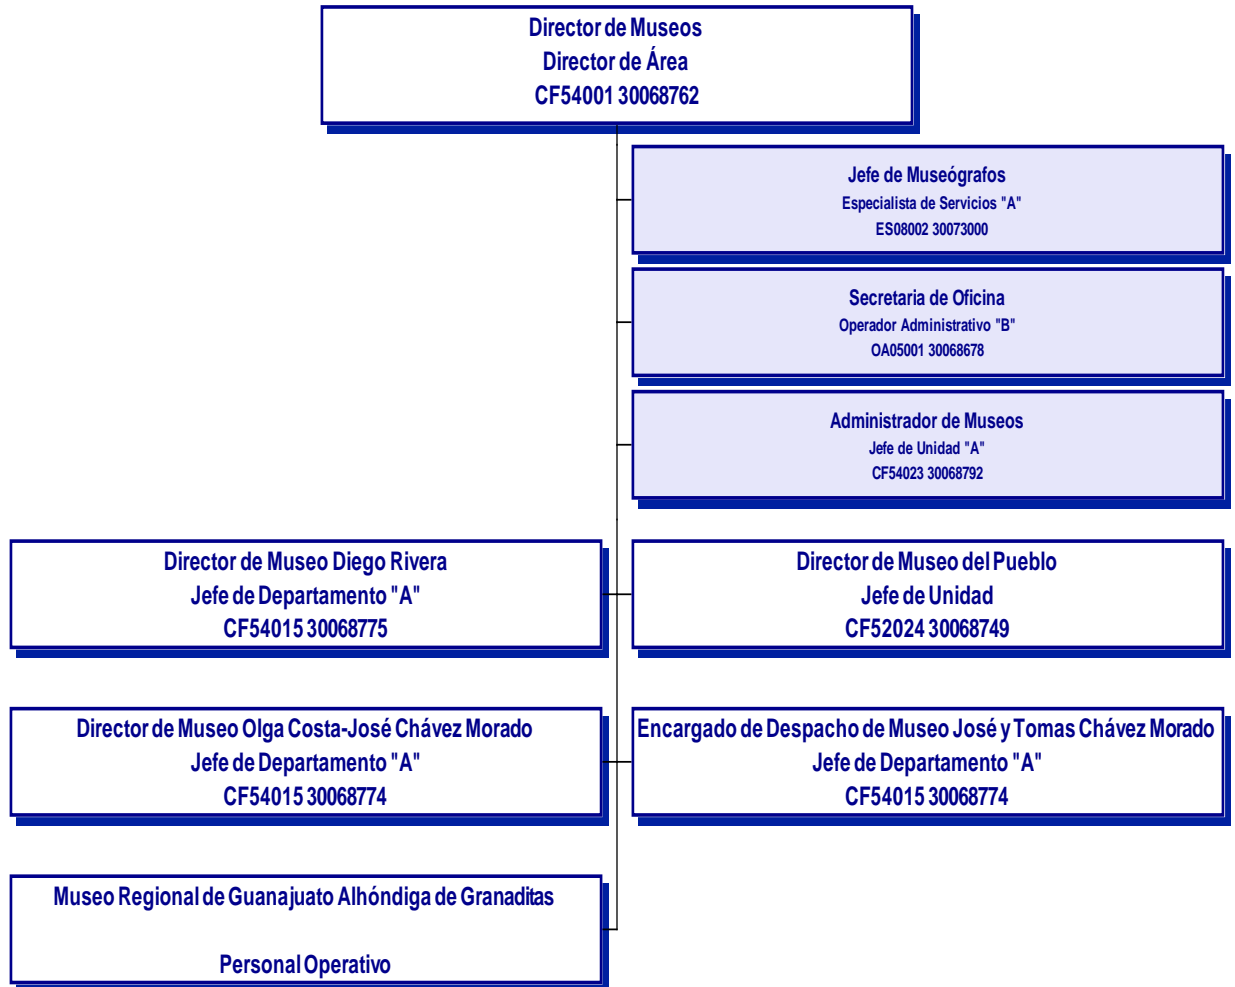 Director de Museos
Director de Área
CF54001 30068762
Jefe de Museógrafos
Especialista de Servicios "A"
ES08002 30073000
Secretaria de Oficina
Operador Administrativo "B"
OA05001 30068678
Administrador de Museos
Jefe de Unidad "A"
CF54023 30068792
Director de Museo Diego Rivera
Jefe de Departamento "A"
CF54015 30068775
Director de Museo del Pueblo
Jefe de Unidad
CF52024 30068749
Director de Museo Olga Costa-José Chávez Morado
Jefe de Departamento "A"
CF54015 30068774
Encargado de Despacho de Museo José y Tomas Chávez Morado
Jefe de Departamento "A"
CF54015 30068774
Museo Regional de Guanajuato Alhóndiga de Granaditas
Personal Operativo